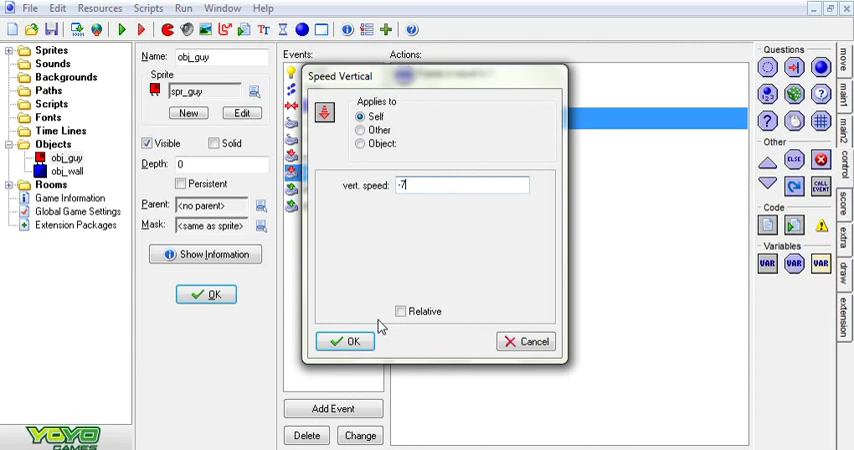 File Edit Resources Scripts Run Window Help
Sprites
Sounds
Backgrounds
Paths
Scripts
Fonts
Time Lines
Objects
obj_guy
obj_wall
Rooms
Game Information
Global Game Settings
Extension Packages
YOYO
GAMES
Name: obj_guy
Sprite
spr_guy
New Edit
Visible Solid
Depth: 0
Persistent
Parent: <no parent>
Mask: <same as sprite>
Show Information
OK
Events:
Add Event
Delete Change
Actions:
Speed Vertical
Applies to
Self
Other
Object:
vert. speed: -7
Relative
OK Cancel
Questions
Other
ELSE
CALL
EVENT
Code
Variables
VAR VAR VAR
move
main1
main2
control
score
extra
draw
extension